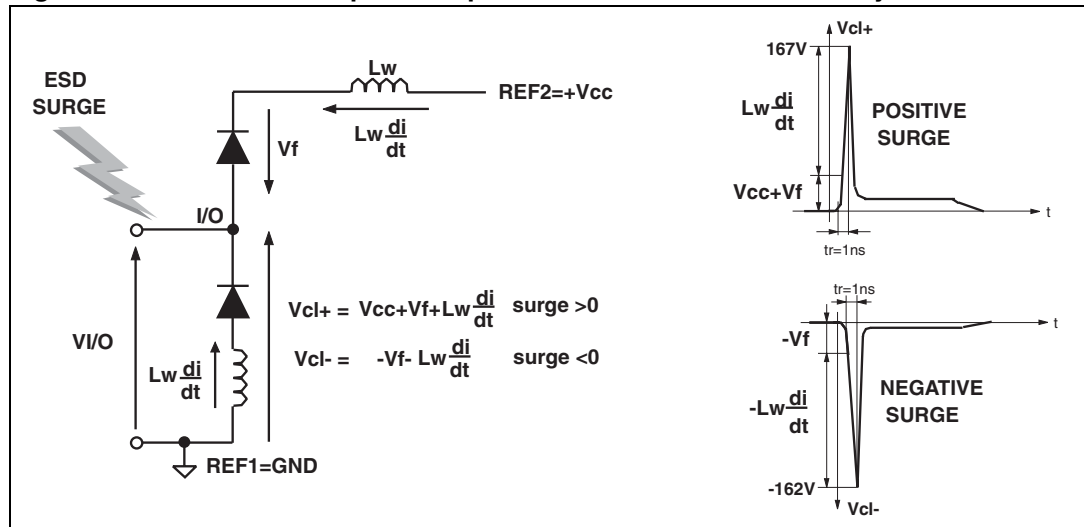 ESD
SURGE
Lw
REF2=+Vcc
Lw di/dt
Vf
I/O
VI/O
Vcl+ = Vcc+Vf+Lw di/dt surge >0
Vcl- = -Vf- Lw di/dt surge <0
Lw di/dt
REF1=GND
Vcl+
167V
Lw di/dt
POSITIVE
SURGE
Vcc+Vf
t
tr=1ns
tr=1ns
t
-Vf
-Lw di/dt
NEGATIVE
SURGE
-162V
Vcl-